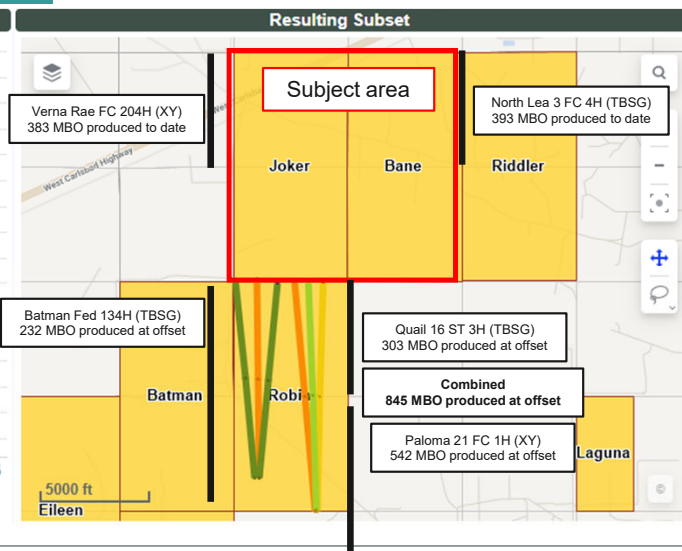 Resulting Subset
Subject area
Verna Rae FC 204H (XY)
383 MBO produced to date
North Lea 3 FC 4H (TBSG)
393 MBO produced to date
West Carlsbad Highway
Joker
Bane
Riddler
Batman Fed 134H (TBSG)
232 MBO produced at offset
Quail 16 ST 3H (TBSG)
303 MBO produced at offset
Combined
845 MBO produced at offset
Batman
Robin
Paloma 21 FC 1H (XY)
542 MBO produced at offset
Laguna
5000 ft
Eileen
©